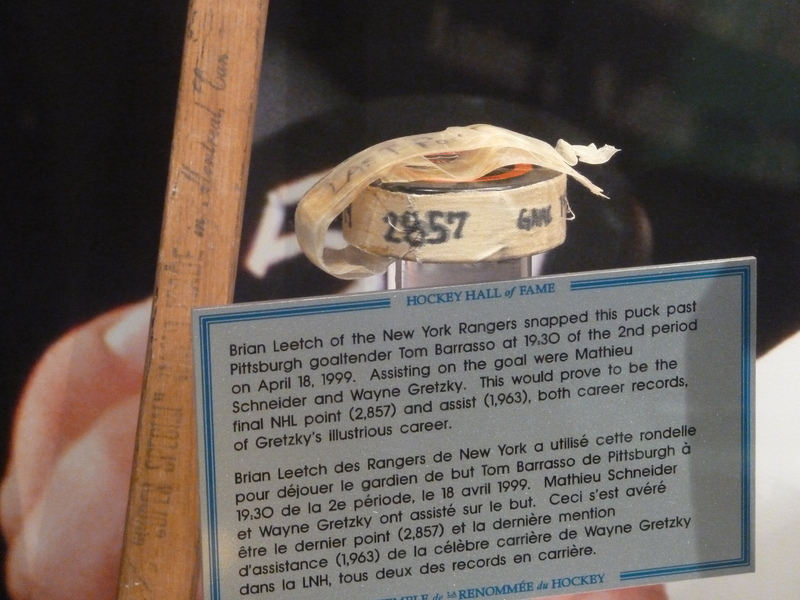 2857 GAME
HOCKEY HALL of FAME
Brian Leetch of the New York Rangers snapped this puck past
Pittsburgh goaltender Tom Barrasso at 19:30 of the 2nd period
on April 18, 1999. Assisting on the goal were Mathieu
Schneider and Wayne Gretzky. This would prove to be the
final NHL point (2,857) and assist (1,963), both career records,
of Gretzky's illustrious career.
Brian Leetch des Rangers de New York a utilisé cette rondelle
pour déjouer le gardien de but Tom Barrasso de Pittsburgh à
19:30 de la 2e période, le 18 avril 1999. Mathieu Schneider
et Wayne Gretzky ont assisté sur le but. Ceci s'est avéré
être le dernier point (2,857) et la dernière mention
d'assistance (1,963) de la célèbre carrière de Wayne Gretzky
dans la LNH, tous deux des records en carrière.
de la RENOMMÉE du HOCKEY